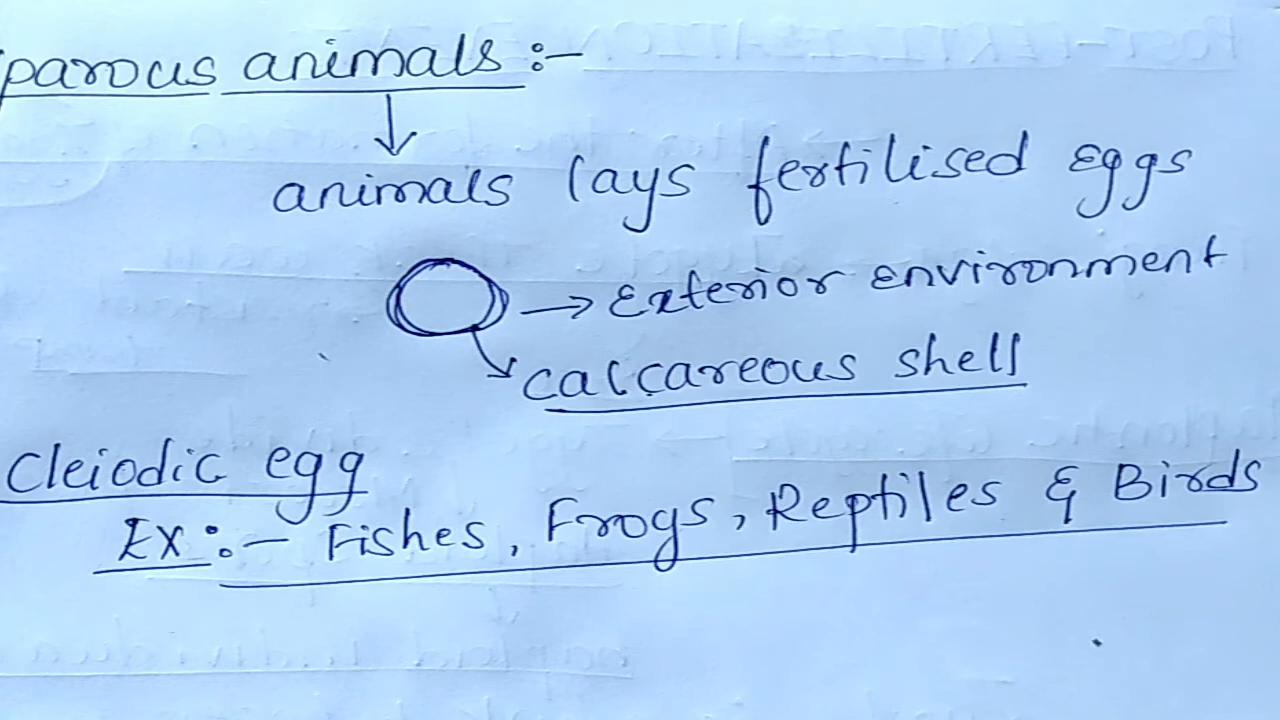 parous animals :-
animals lays fertilised eggs
→ Exterior environment
calcareous shell
Cleiodic egg
Ex :- Fishes, Frogs, Reptiles & Birds